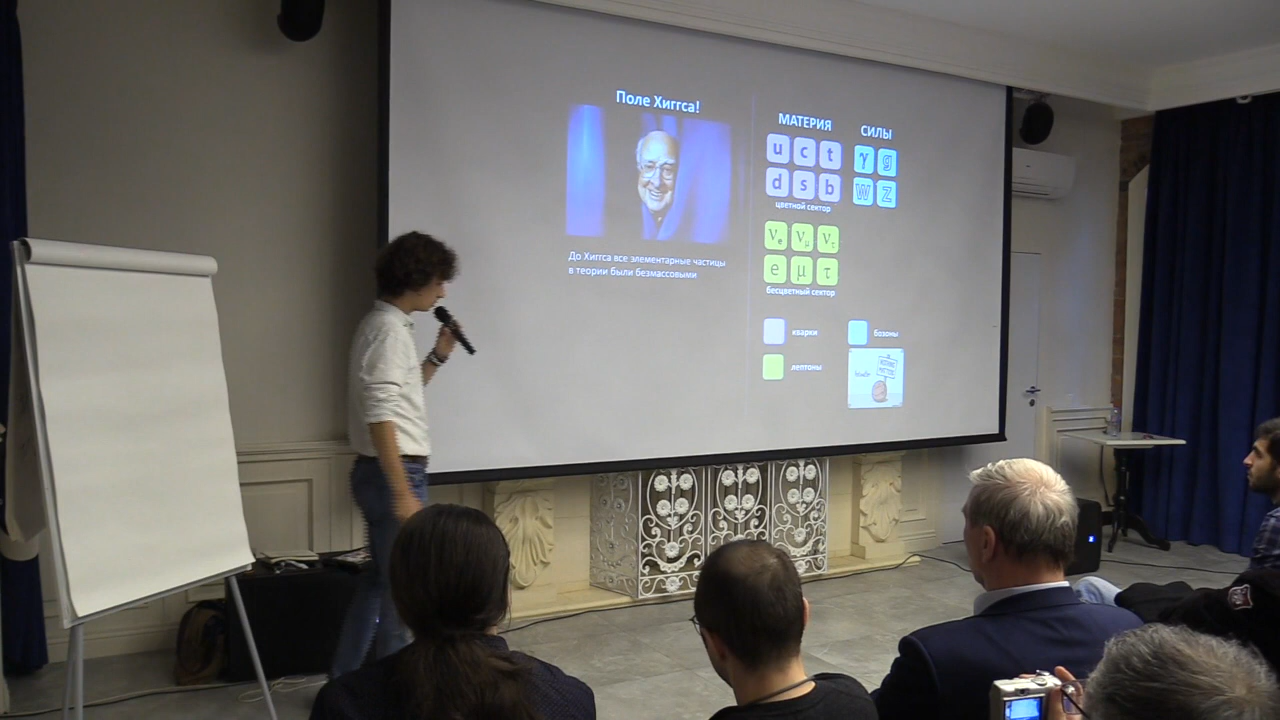 Поле Хиггса!
До Хиггса все элементарные частицы
в теории были безмассовыми
МАТЕРИЯ
СИЛЫ
u c t
γ g
d s b
W Z
цветной сектор
νe νμ ντ
e μ τ
бесцветный сектор
кварки
бозоны
лептоны